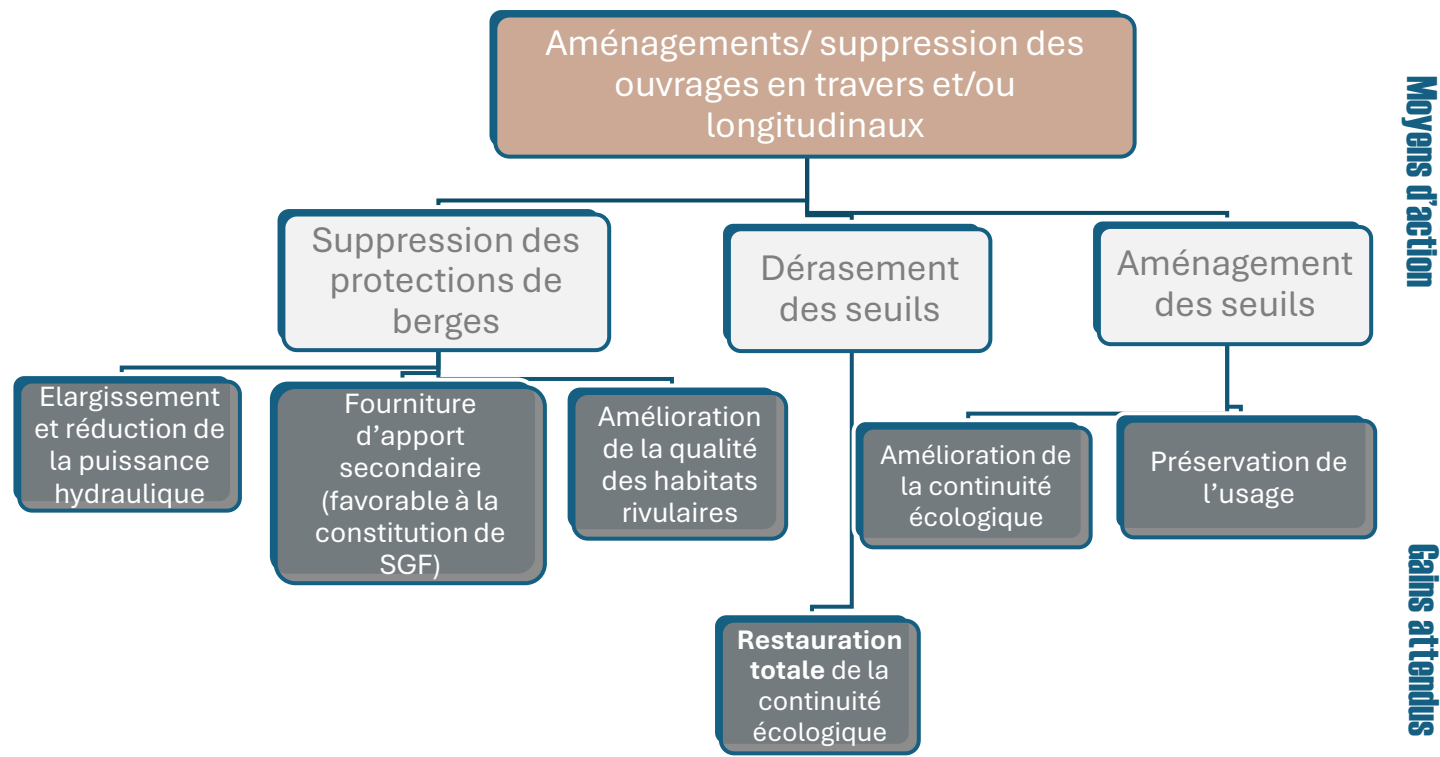 Aménagements/ suppression des
ouvrages en travers et/ou
longitudinaux
Moyens d'action
Suppression des
protections de
berges
Dérasement
des seuils
Aménagement
des seuils
Elargissement
et réduction de
la puissance
hydraulique
Fourniture
d'apport
secondaire
(favorable à la
constitution de
SGF)
Amélioration
de la qualité
des habitats
rivulaires
Amélioration de
la continuité
écologique
Préservation de
l'usage
Restauration
totale de la
continuité
écologique
Gains attendus